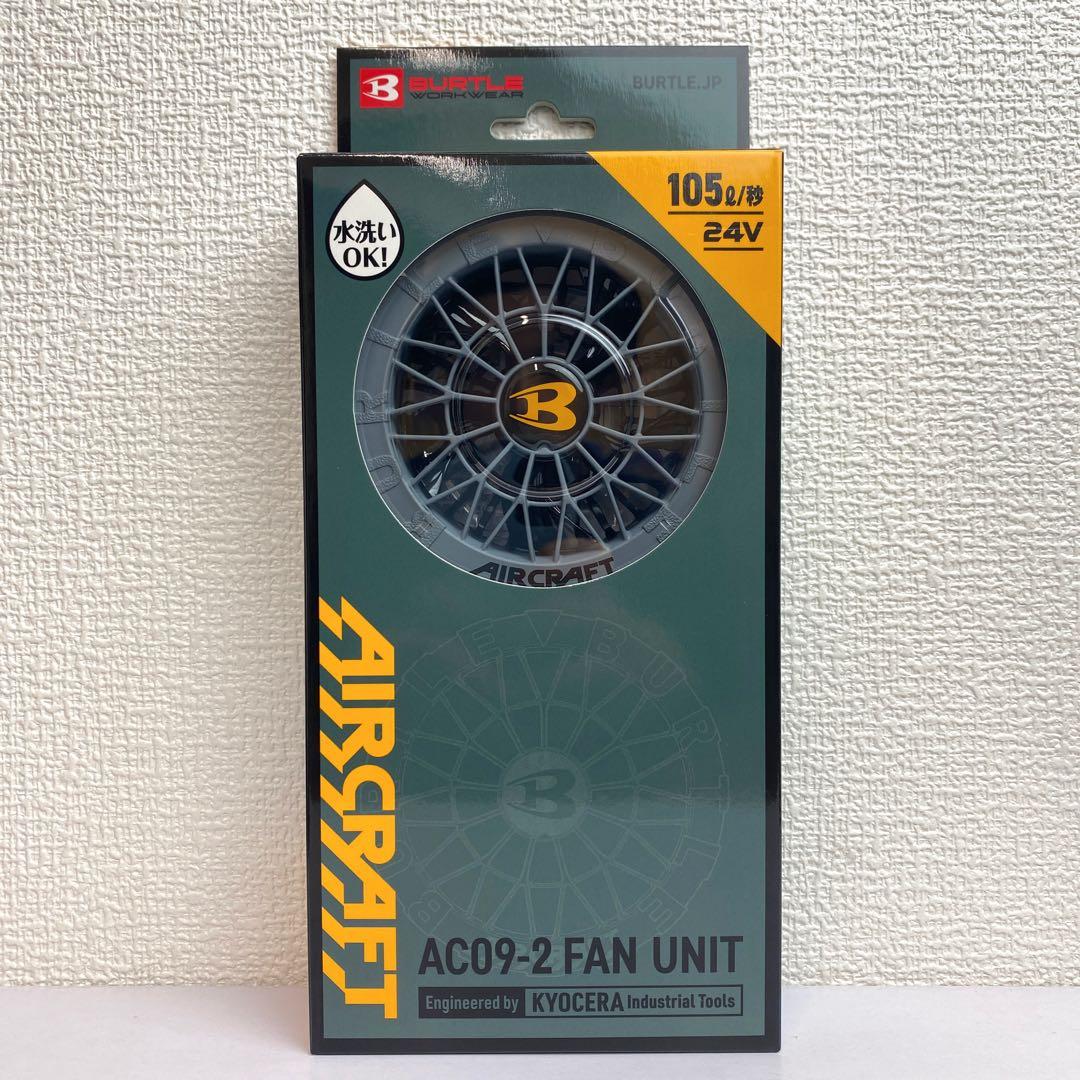 BURTLE
WORKWEAR
BURTLE.JP
105ℓ/秒
24V
水洗い
OK!
B
AIRCRAFT
AIRCRAFT
B
AC09-2 FAN UNIT
Engineered by KYOCERA Industrial Tools